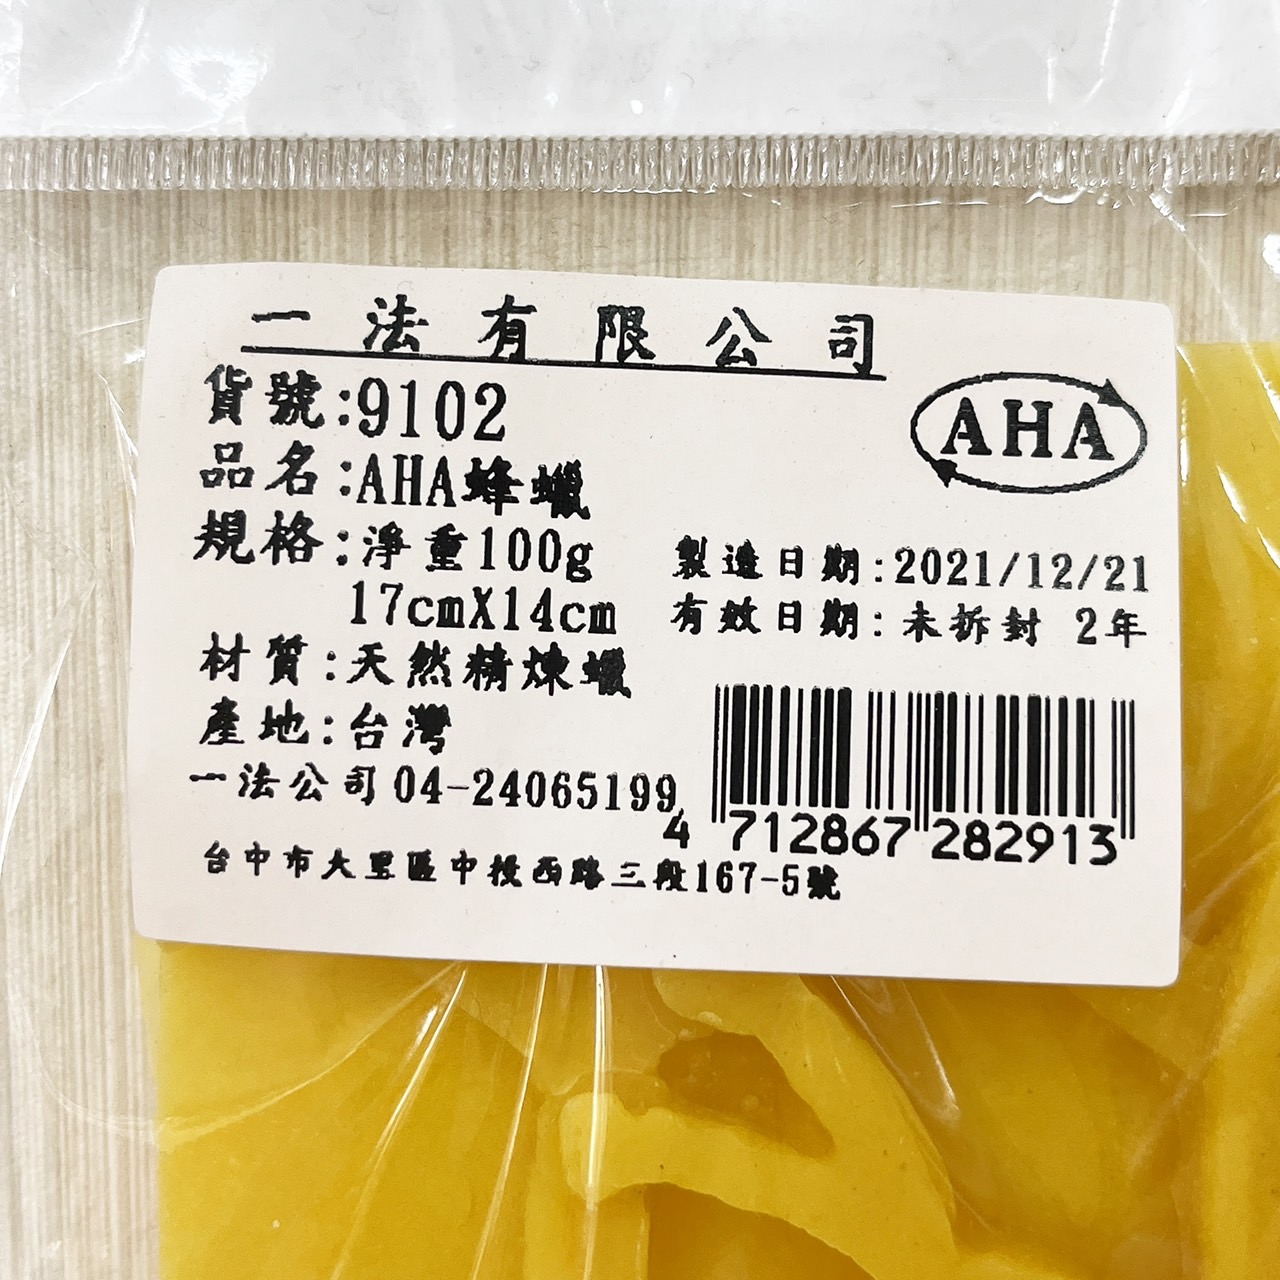 一法有限公司
貨號:9102
AHA
品名:AHA蜂蠟
規格:淨重100g
17cmX14cm
製造日期:2021/12/21
有效日期:未拆封 2年
材質:天然精煉蠟
產地:台灣
一法公司04-24065199
4 712867 282913
台中市大里區中投西路三段167-5號